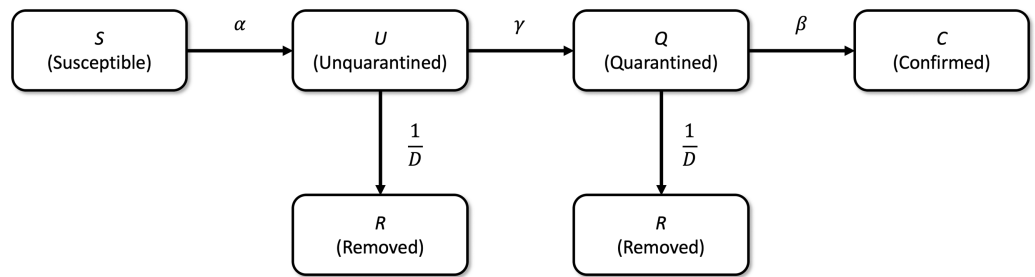 α
γ
β
S
(Susceptible)
U
(Unquarantined)
Q
(Quarantined)
C
(Confirmed)
1
D
1
D
R
(Removed)
R
(Removed)